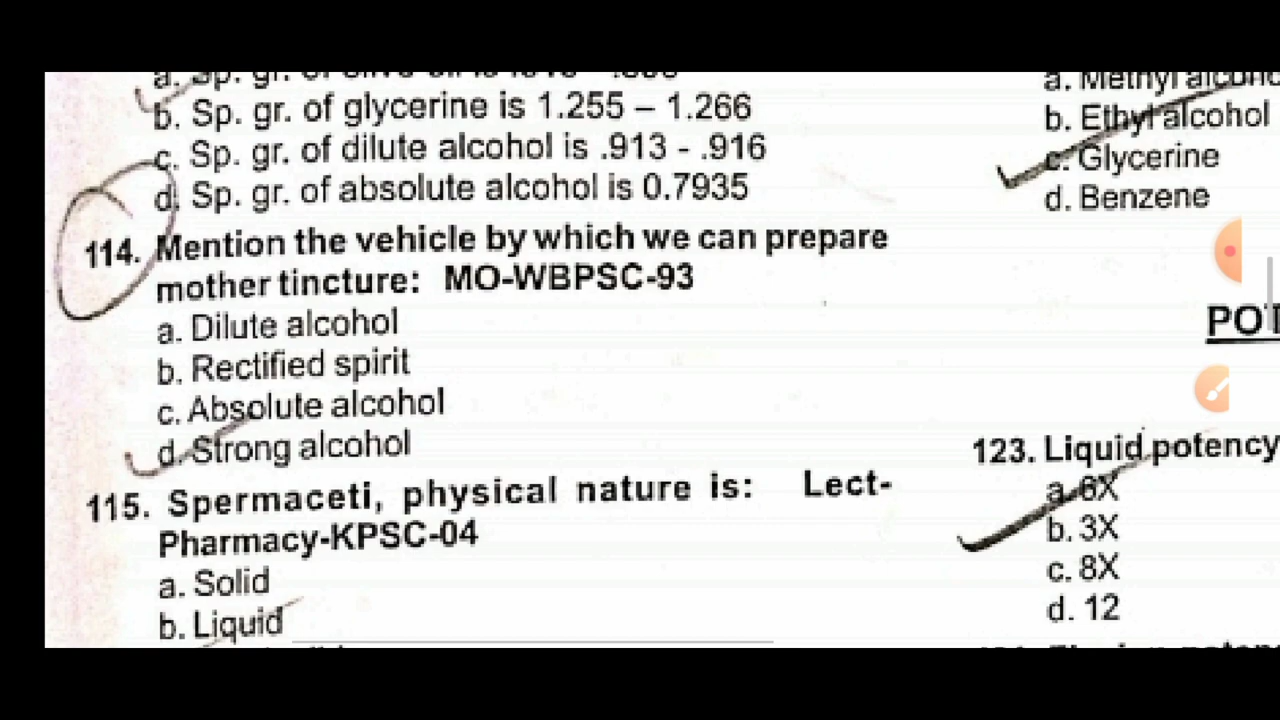 b. Sp. gr. of glycerine is 1.255 – 1.266
c. Sp. gr. of dilute alcohol is .913 - .916
d. Sp. gr. of absolute alcohol is 0.7935
114. Mention the vehicle by which we can prepare
mother tincture: MO-WBPSC-93
a. Dilute alcohol
b. Rectified spirit
c. Absolute alcohol
d. Strong alcohol
115. Spermaceti, physical nature is: Lect-
Pharmacy-KPSC-04
a. Solid
b. Liquid
a. Methyl alcoho
b. Ethyl alcohol
c. Glycerine
d. Benzene
POT
123. Liquid potency
a. 6X
b. 3X
c. 8X
d. 12